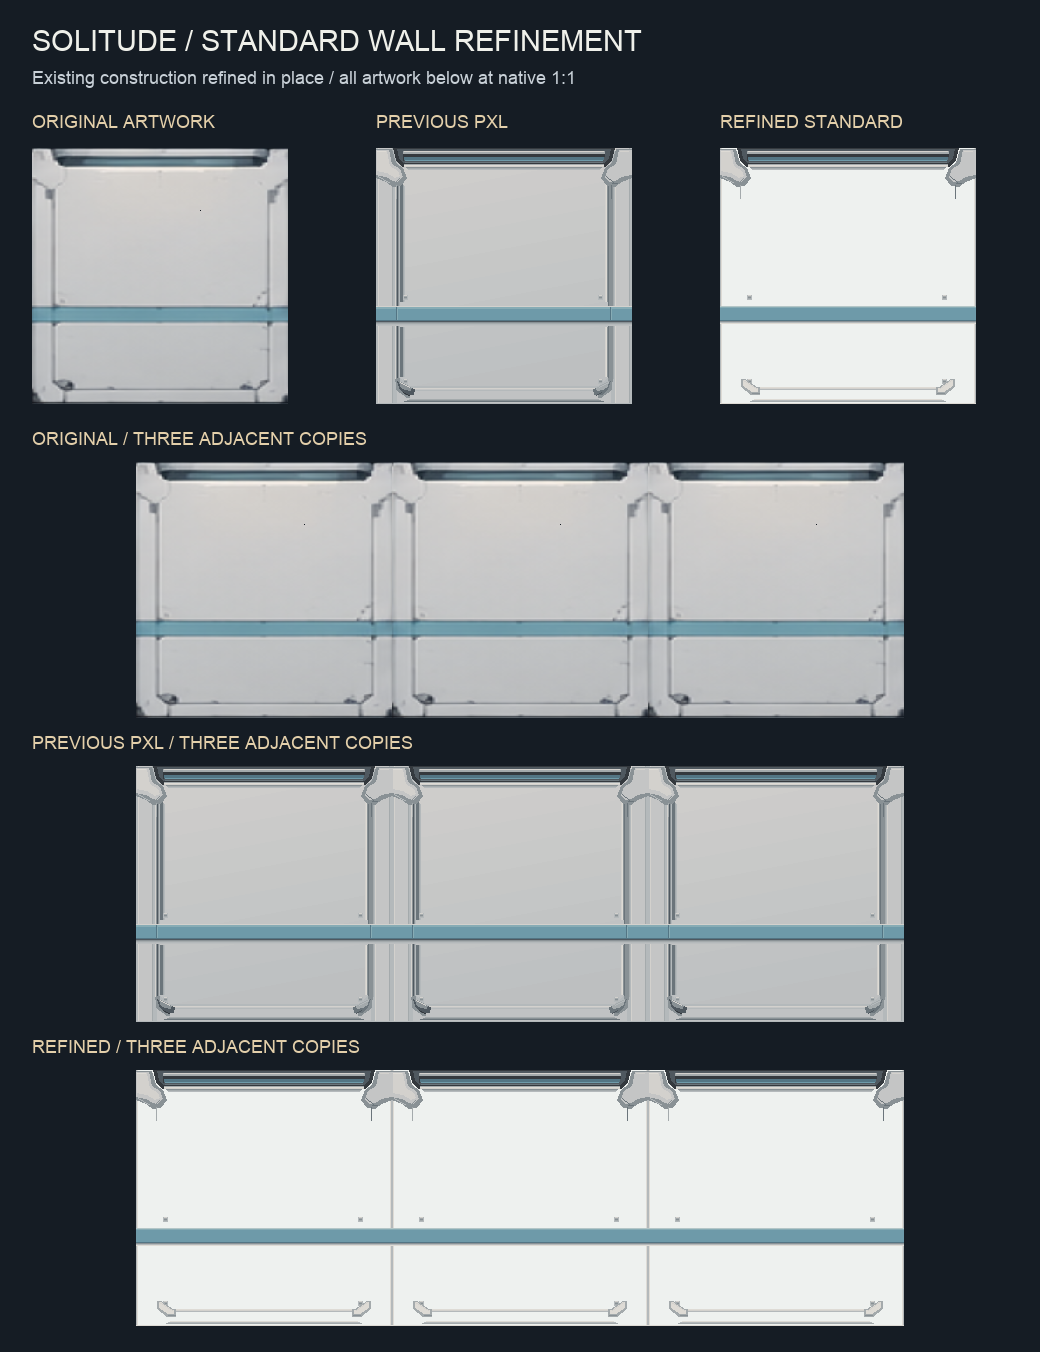 SOLITUDE / STANDARD WALL REFINEMENT
Existing construction refined in place / all artwork below at native 1:1
ORIGINAL ARTWORK
PREVIOUS PXL
REFINED STANDARD
ORIGINAL / THREE ADJACENT COPIES
PREVIOUS PXL / THREE ADJACENT COPIES
REFINED / THREE ADJACENT COPIES